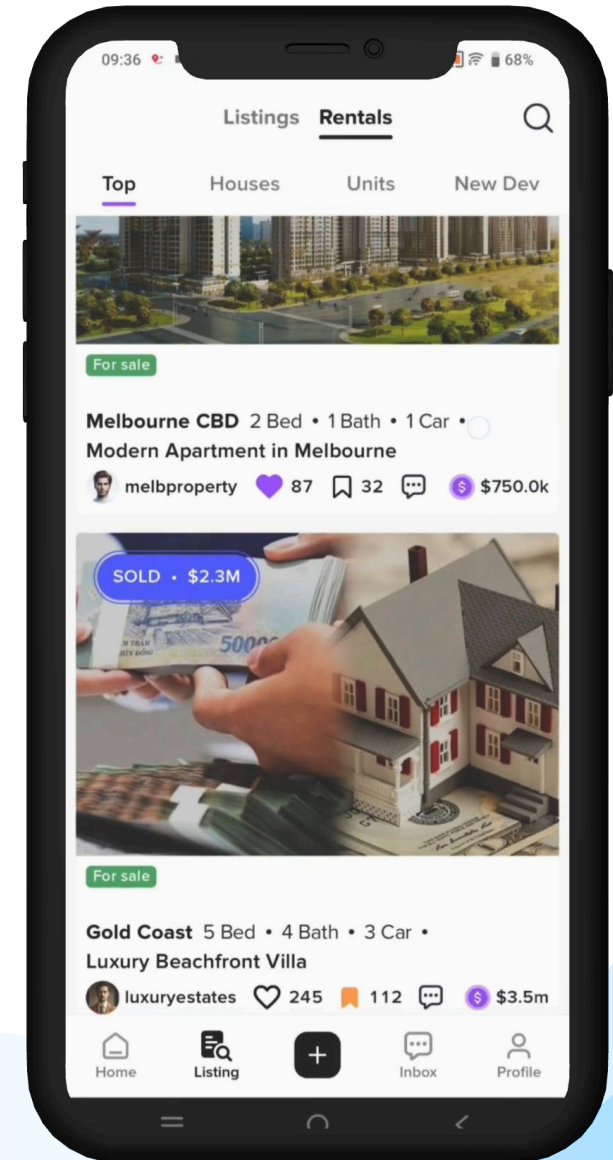 09:36 68%
Listings Rentals
Top Houses Units New Dev
For sale
Melbourne CBD 2 Bed • 1 Bath • 1 Car •
Modern Apartment in Melbourne
melbproperty 87 32 $ $750.0k
SOLD • $2.3M
For sale
Gold Coast 5 Bed • 4 Bath • 3 Car •
Luxury Beachfront Villa
luxuryestates 245 112 $ $3.5m
Home Listing + Inbox Profile